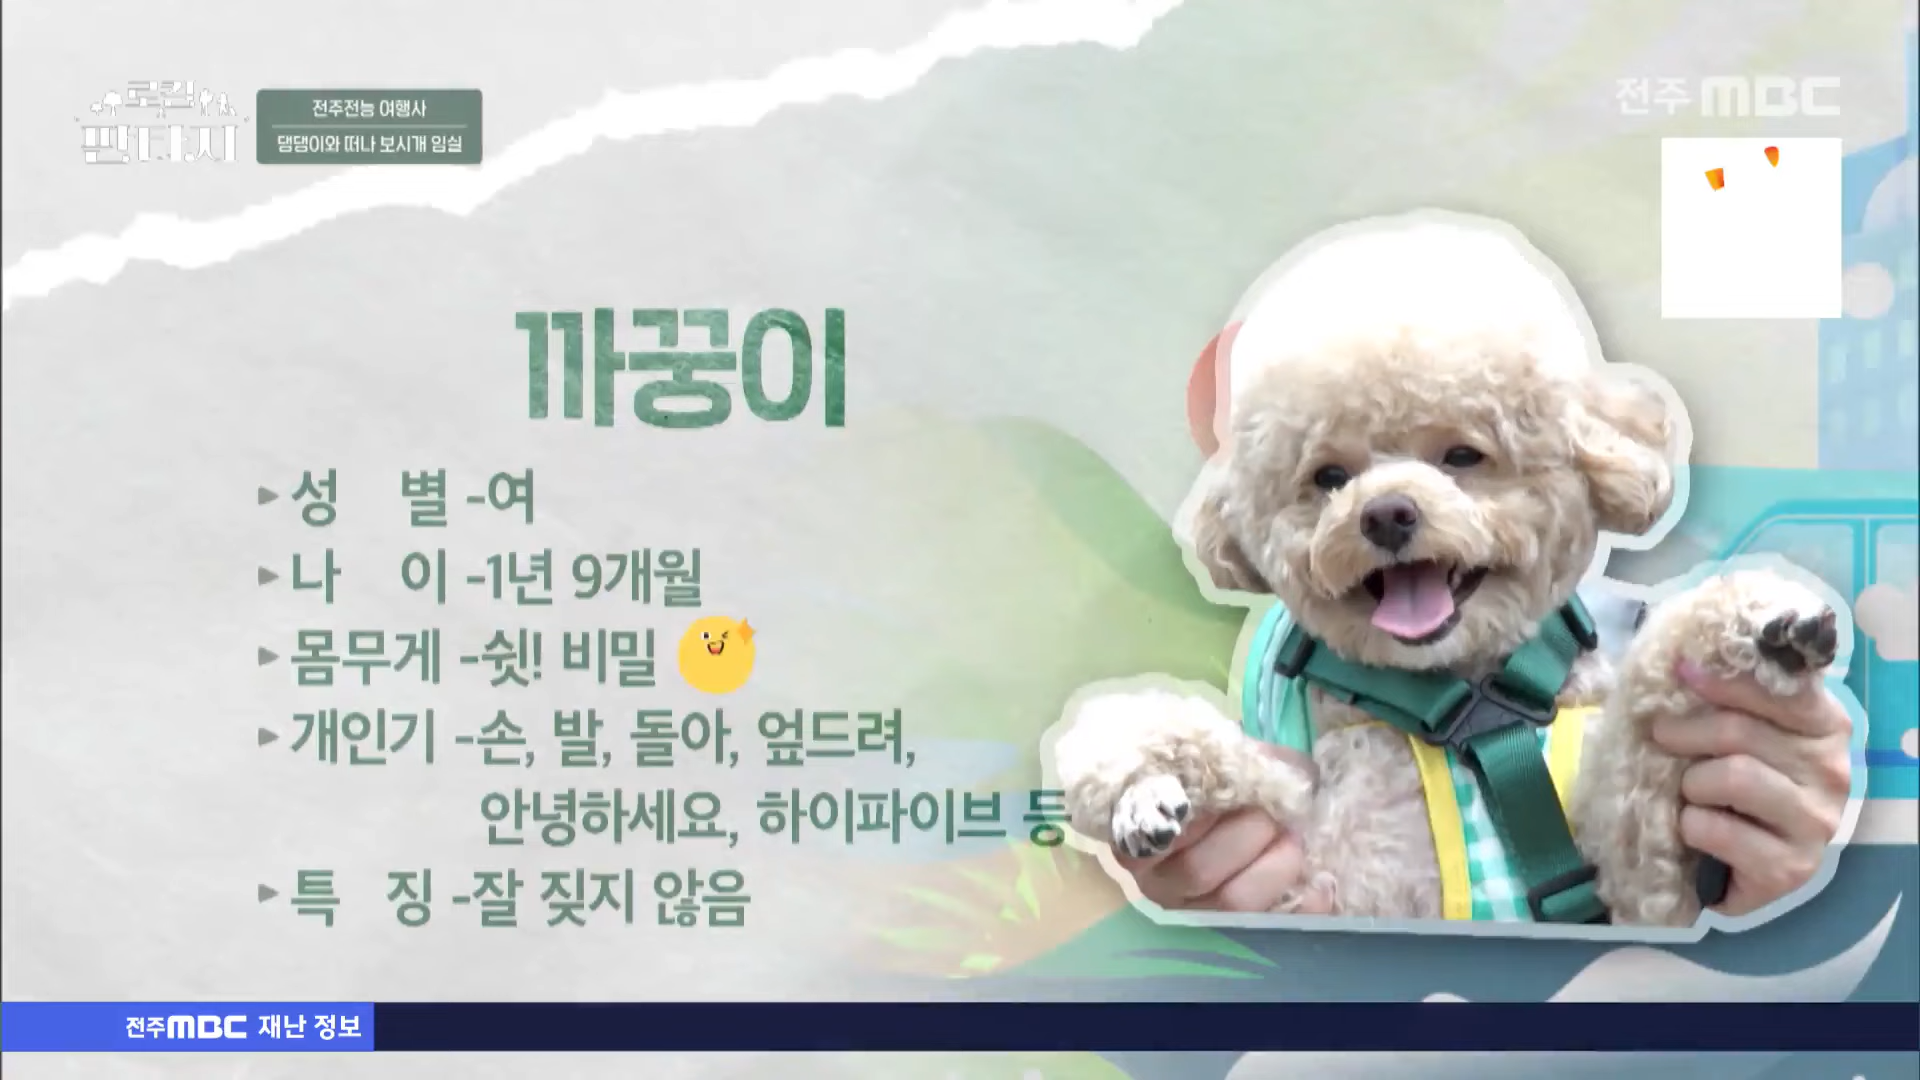 로컬
판타지
전주전능 여행사
댕댕이와 떠나 보시개 임실
전주 MBC
까꿍이
▸ 성 별 -여
▸ 나 이 -1년 9개월
▸ 몸무게 -쉿! 비밀
▸ 개인기 -손, 발, 돌아, 엎드려,
안녕하세요, 하이파이브 등
▸ 특 징 -잘 짖지 않음
전주MBC 재난 정보